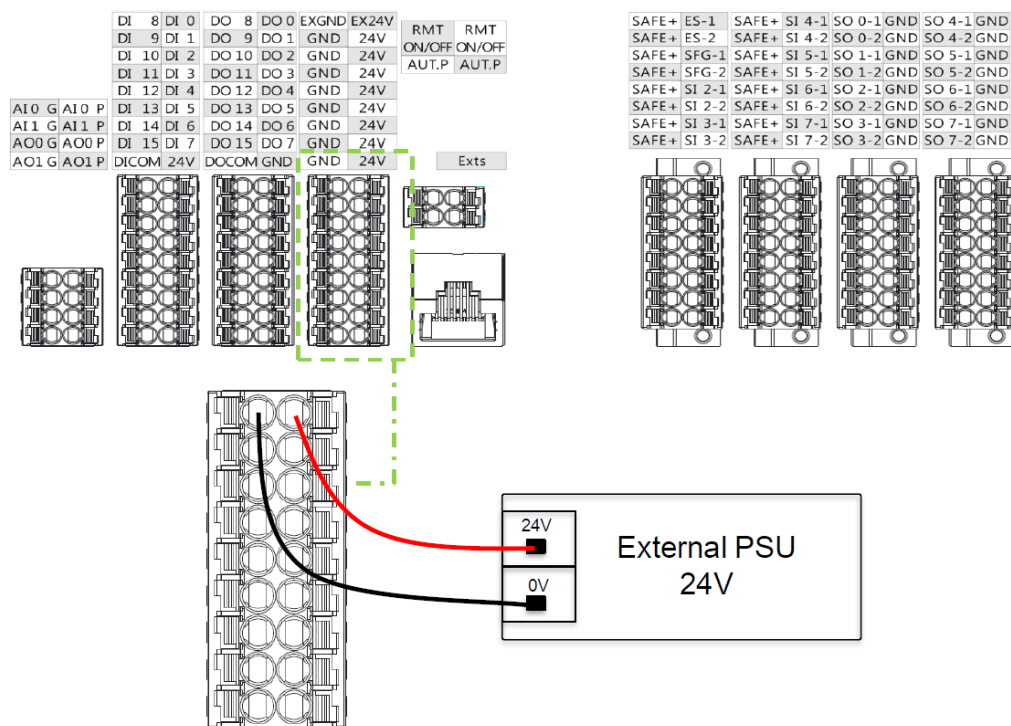 DI 8 DI 0 DO 8 DO 0 EXGND EX24V
DI 9 DI 1 DO 9 DO 1 GND 24V
DI 10 DI 2 DO 10 DO 2 GND 24V
DI 11 DI 3 DO 11 DO 3 GND 24V
DI 12 DI 4 DO 12 DO 4 GND 24V
AI0 G AI0 P DI 13 DI 5 DO 13 DO 5 GND 24V
AI1 G AI1 P DI 14 DI 6 DO 14 DO 6 GND 24V
AO0 G AO0 P DI 15 DI 7 DO 15 DO 7 GND 24V
AO1 G AO1 P DICOM 24V DOCOM GND GND 24V
RMT RMT
ON/OFF ON/OFF
AUT.P AUT.P
Exts
SAFE+ ES-1 SAFE+ SI 4-1 SO 0-1 GND SO 4-1 GND
SAFE+ ES-2 SAFE+ SI 4-2 SO 0-2 GND SO 4-2 GND
SAFE+ SFG-1 SAFE+ SI 5-1 SO 1-1 GND SO 5-1 GND
SAFE+ SFG-2 SAFE+ SI 5-2 SO 1-2 GND SO 5-2 GND
SAFE+ SI 2-1 SAFE+ SI 6-1 SO 2-1 GND SO 6-1 GND
SAFE+ SI 2-2 SAFE+ SI 6-2 SO 2-2 GND SO 6-2 GND
SAFE+ SI 3-1 SAFE+ SI 7-1 SO 3-1 GND SO 7-1 GND
SAFE+ SI 3-2 SAFE+ SI 7-2 SO 3-2 GND SO 7-2 GND
24V
0V
External PSU
24V